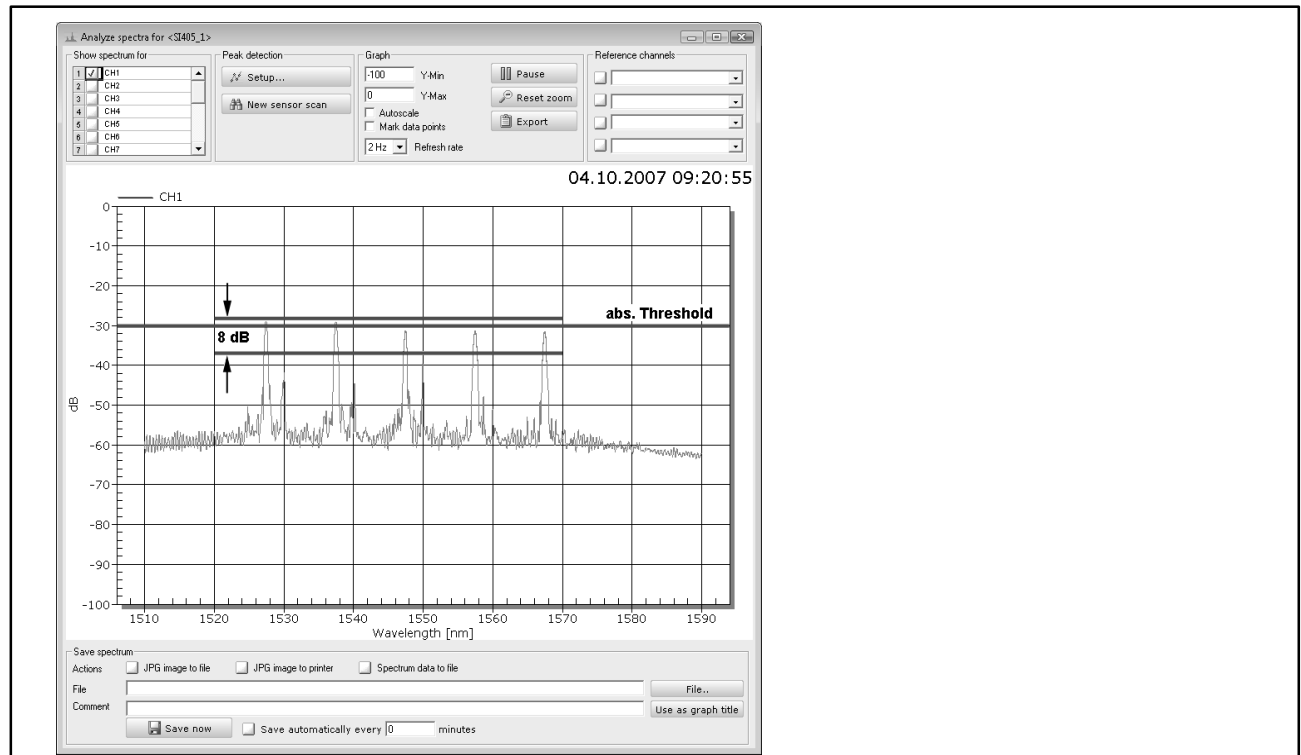 Analyze spectra for <SI405_1>
Show spectrum for
1 CH1
2 CH2
3 CH3
4 CH4
5 CH5
6 CH6
7 CH7
Peak detection
Setup...
New sensor scan
Graph
-100 Y-Min
0 Y-Max
Autoscale
Mark data points
2 Hz Refresh rate
Pause
Reset zoom
Export
Reference channels
04.10.2007 09:20:55
CH1
0
-10
-20
-30
-40
-50
-60
-70
-80
-90
-100
dB
abs. Threshold
8 dB
1510 1520 1530 1540 1550 1560 1570 1580 1590
Wavelength [nm]
Save spectrum
Actions JPG image to file JPG image to printer Spectrum data to file
File File..
Comment Use as graph title
Save now Save automatically every 0 minutes